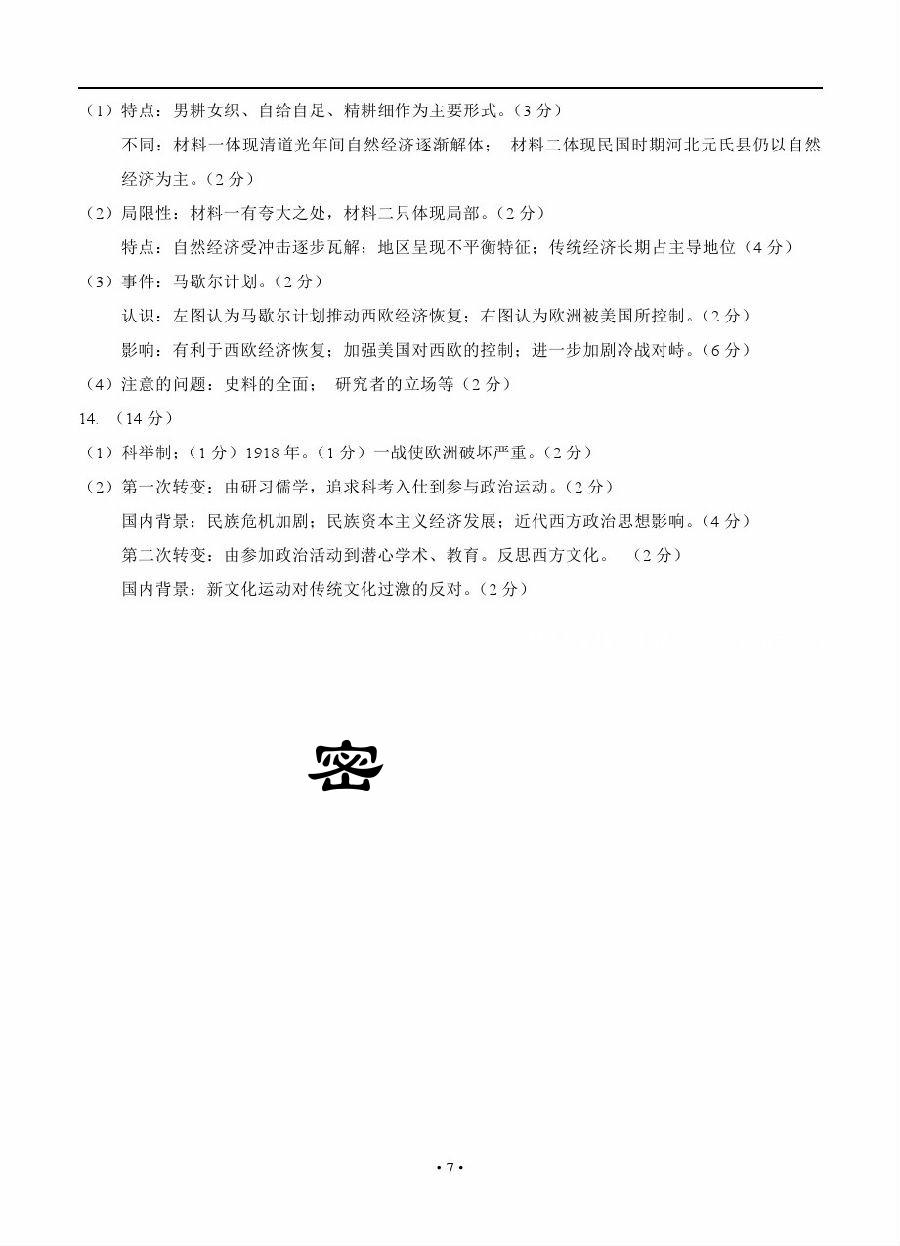 （1）特点：男耕女织、自给自足、精耕细作为主要形式。（3分）
不同：材料一体现清道光年间自然经济逐渐解体； 材料二体现民国时期河北元氏县仍以自然
经济为主。（2分）
（2）局限性：材料一有夸大之处，材料二只体现局部。（2分）
特点：自然经济受冲击逐步瓦解；地区呈现不平衡特征；传统经济长期占主导地位（4分）
（3）事件：马歇尔计划。（2分）
认识：左图认为马歇尔计划推动西欧经济恢复；右图认为欧洲被美国所控制。（2分）
影响：有利于西欧经济恢复；加强美国对西欧的控制；进一步加剧冷战对峙。（6分）
（4）注意的问题：史料的全面； 研究者的立场等（2分）
14. （14分）
（1）科举制；（1分）1918年。（1分）一战使欧洲破坏严重。（2分）
（2）第一次转变：由研习儒学，追求科考入仕到参与政治运动。（2分）
国内背景：民族危机加剧；民族资本主义经济发展；近代西方政治思想影响。（4分）
第二次转变：由参加政治活动到潜心学术、教育。反思西方文化。 （2分）
国内背景：新文化运动对传统文化过激的反对。（2分）
密
• 7 •